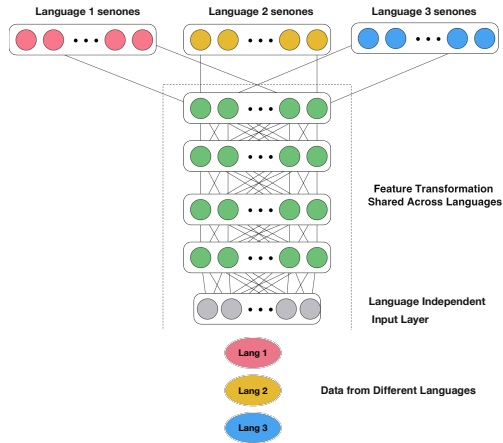 Language 1 senones
Language 2 senones
Language 3 senones
Feature Transformation
Shared Across Languages
Language Independent
Input Layer
Lang 1
Lang 2
Data from Different Languages
Lang 3